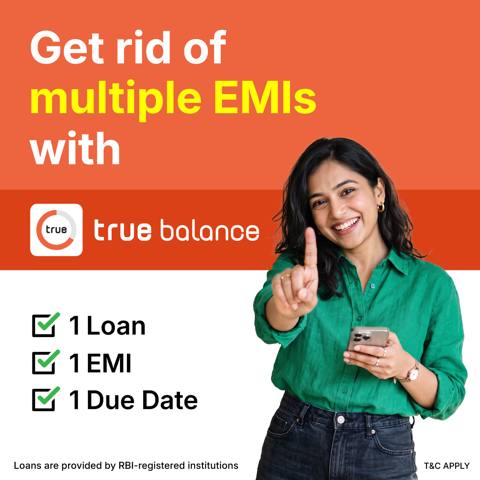 Get rid of
multiple EMIs
with
true
true balance
1 Loan
1 EMI
1 Due Date
Loans are provided by RBI-registered institutions
T&C APPLY